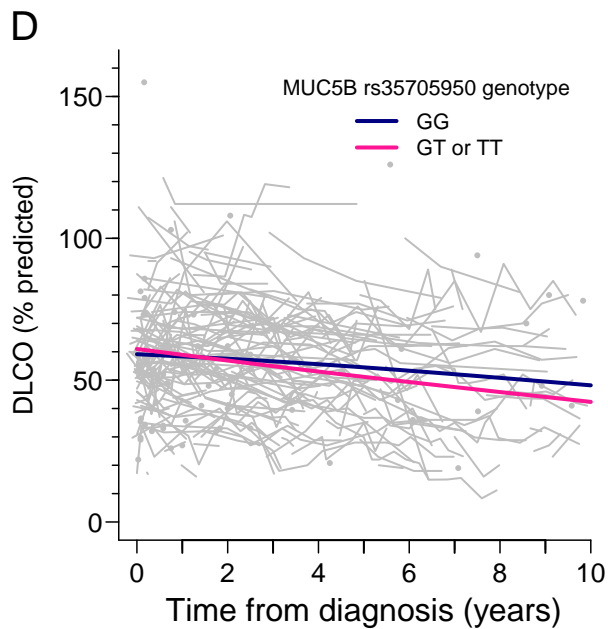 D
MUC5B rs35705950 genotype
GG
GT or TT
DLCO (% predicted)
150
100
50
0
0 2 4 6 8 10
Time from diagnosis (years)